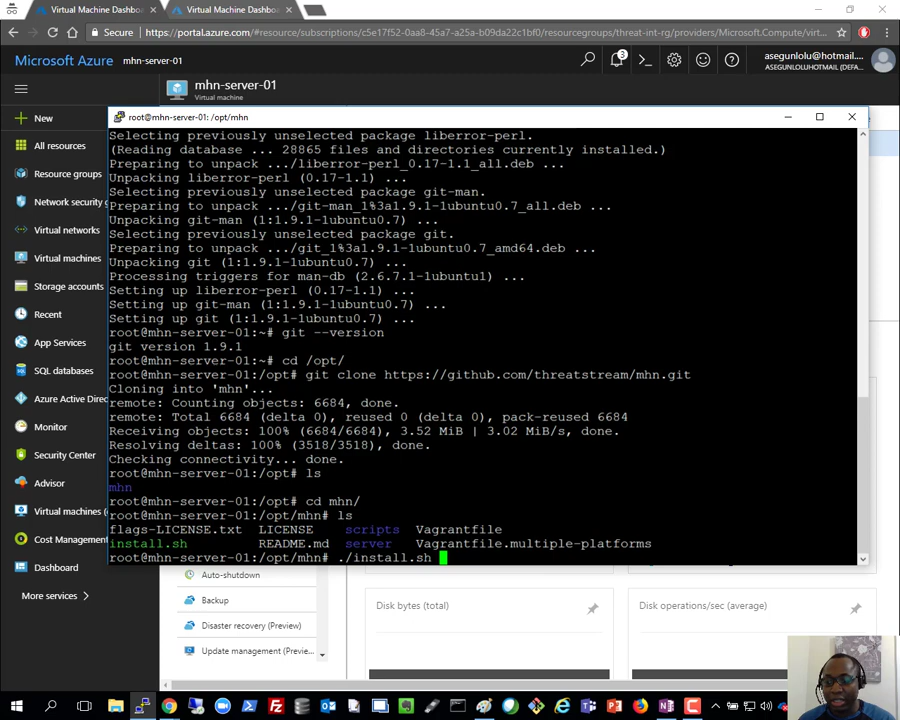 Virtual Machine Dashboa
Virtual Machine Dashboa
Secure
https://portal.azure.com/#resource/subscriptions/c5e17f52-0aa8-45a7-a25a-b09da22c1bf0/resourcegroups/threat-int-rg/providers/Microsoft.Compute/virt...
Microsoft Azure
mhn-server-01
3
asegunlolu@hotmail....
ASEGUNLOLUHOTMAIL (DEFA...
mhn-server-01
Virtual machine
root@mhn-server-01: /opt/mhn
New
All resources
Resource groups
Network security g
Virtual networks
Virtual machines
Storage accounts
Recent
App Services
SQL databases
Azure Active Direc
Monitor
Security Center
Advisor
Virtual machines (
Cost Management
Dashboard
More services
Selecting previously unselected package liberror-perl.
(Reading database ... 28865 files and directories currently installed.)
Preparing to unpack .../liberror-perl_0.17-1.1_all.deb ...
Unpacking liberror-perl (0.17-1.1) ...
Selecting previously unselected package git-man.
Preparing to unpack .../git-man_1%3a1.9.1-1ubuntu0.7_all.deb ...
Unpacking git-man (1:1.9.1-1ubuntu0.7) ...
Selecting previously unselected package git.
Preparing to unpack .../git_1%3a1.9.1-1ubuntu0.7_amd64.deb ...
Unpacking git (1:1.9.1-1ubuntu0.7) ...
Processing triggers for man-db (2.6.7.1-1ubuntu1) ...
Setting up liberror-perl (0.17-1.1) ...
Setting up git-man (1:1.9.1-1ubuntu0.7) ...
Setting up git (1:1.9.1-1ubuntu0.7) ...
root@mhn-server-01:~# git --version
git version 1.9.1
root@mhn-server-01:~# cd /opt/
root@mhn-server-01:/opt# git clone https://github.com/threatstream/mhn.git
Cloning into 'mhn'...
remote: Counting objects: 6684, done.
remote: Total 6684 (delta 0), reused 0 (delta 0), pack-reused 6684
Receiving objects: 100% (6684/6684), 3.52 MiB | 3.02 MiB/s, done.
Resolving deltas: 100% (3518/3518), done.
Checking connectivity... done.
root@mhn-server-01:/opt# ls
mhn
root@mhn-server-01:/opt# cd mhn/
root@mhn-server-01:/opt/mhn# ls
flags-LICENSE.txt LICENSE scripts Vagrantfile
install.sh README.md server Vagrantfile.multiple-platforms
root@mhn-server-01:/opt/mhn# ./install.sh
Auto-shutdown
Backup
Disaster recovery (Preview)
Update management (Previe...
Disk bytes (total)
Disk operations/sec (average)